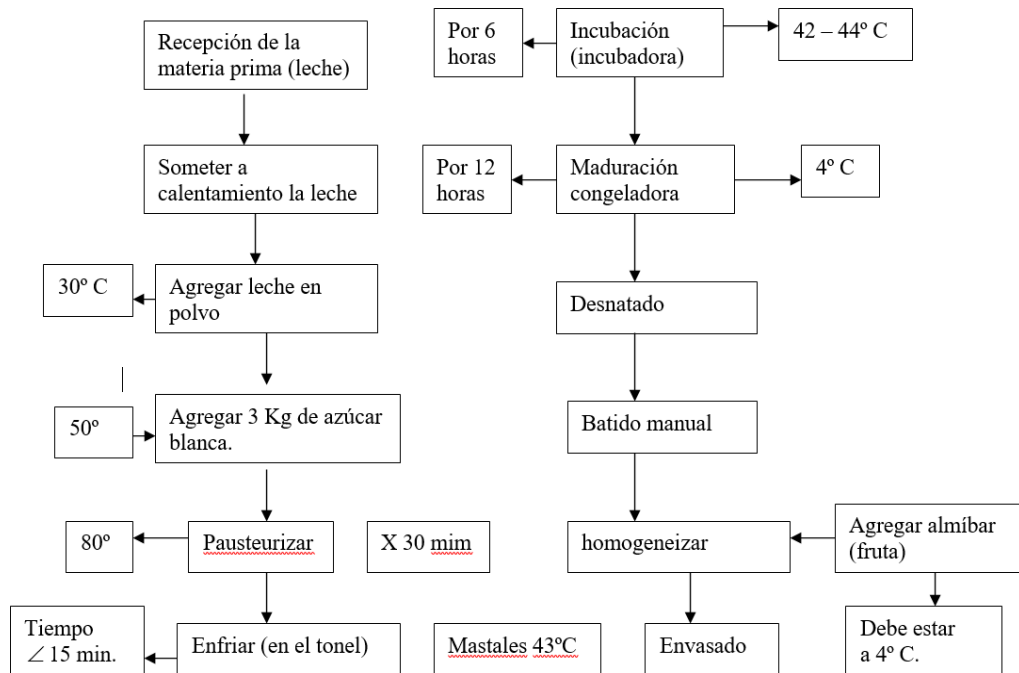 Recepción de la
materia prima (leche)
Someter a
calentamiento la leche
30º C
Agregar leche en
polvo
50º
Agregar 3 Kg de azúcar
blanca.
80º
Pausteurizar
X 30 mim
Tiempo
∠ 15 min.
Enfriar (en el tonel)
Mastales 43ºC
Por 6
horas
Incubación
(incubadora)
42 – 44º C
Por 12
horas
Maduración
congeladora
4º C
Desnatado
Batido manual
homogeneizar
Agregar almíbar
(fruta)
Envasado
Debe estar
a 4º C.